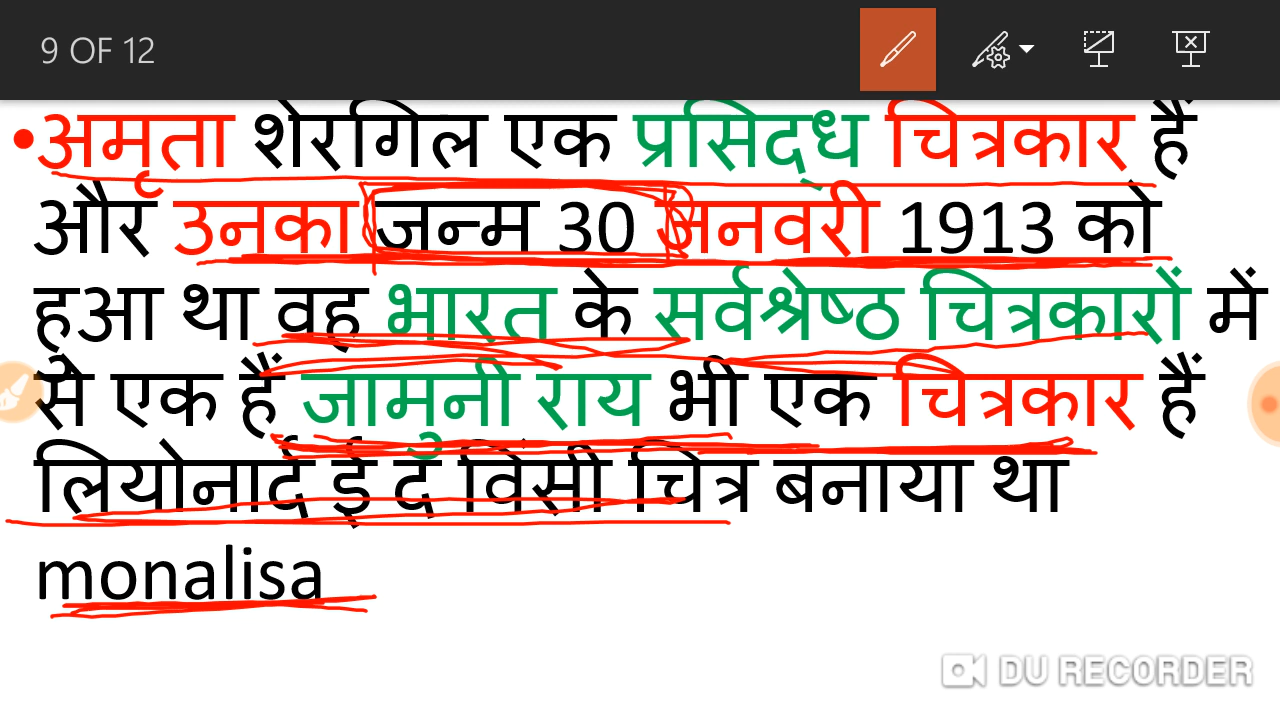 9 OF 12
•अमृता शेरगिल एक प्रसिद्ध चित्रकार हैं
और उनका जन्म 30 जनवरी 1913 को
हुआ था वह भारत के सर्वश्रेष्ठ चित्रकारों में
से एक हैं जामुनी राय भी एक चित्रकार हैं
लियोनार्द ई द विंसी चित्र बनाया था
monalisa
DU RECORDER